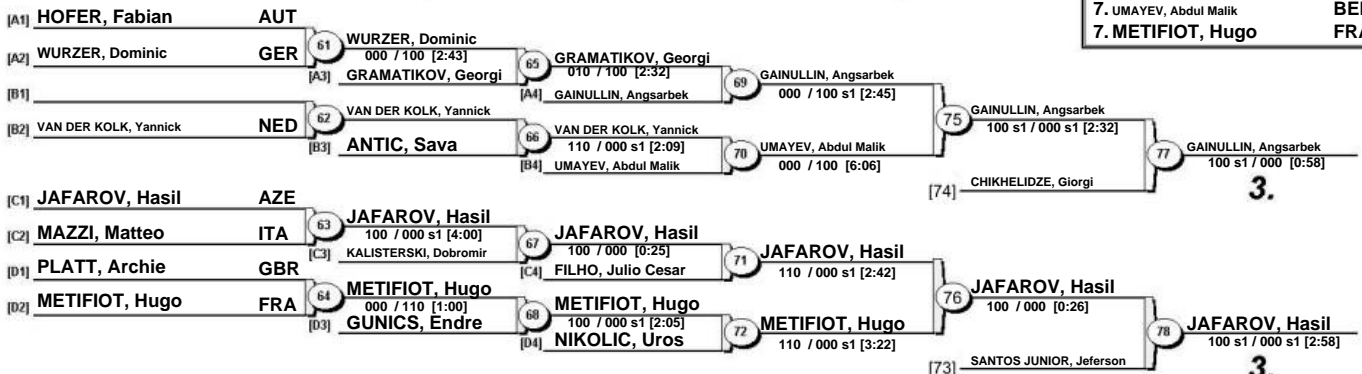 7. UMAYEV, Abdul Malik
7. METIFIOT, Hugo
[A1] HOFER, Fabian AUT
[A2] WURZER, Dominic GER
61 WURZER, Dominic
000 / 100 [2:43]
[A3] GRAMATIKOV, Georgi
65 GRAMATIKOV, Georgi
010 / 100 [2:32]
[A4] GAINULLIN, Angsarbek
69 GAINULLIN, Angsarbek
000 / 100 s1 [2:45]
[B1]
[B2] VAN DER KOLK, Yannick NED
62 VAN DER KOLK, Yannick
[B3] ANTIC, Sava
66 VAN DER KOLK, Yannick
110 / 000 s1 [2:09]
[B4] UMAYEV, Abdul Malik
70 UMAYEV, Abdul Malik
000 / 100 [6:06]
75 GAINULLIN, Angsarbek
100 s1 / 000 s1 [2:32]
[74] CHIKHELIDZE, Giorgi
77 GAINULLIN, Angsarbek
100 s1 / 000 [0:58]
3.
[C1] JAFAROV, Hasil AZE
[C2] MAZZI, Matteo ITA
63 JAFAROV, Hasil
100 / 000 s1 [4:00]
[C3] KALISTERSKI, Dobromir
67 JAFAROV, Hasil
100 / 000 [0:25]
[C4] FILHO, Julio Cesar
71 JAFAROV, Hasil
110 / 000 s1 [2:42]
[D1] PLATT, Archie GBR
[D2] METIFIOT, Hugo FRA
64 METIFIOT, Hugo
000 / 110 [1:00]
[D3] GUNICS, Endre
68 METIFIOT, Hugo
100 / 000 s1 [2:05]
[D4] NIKOLIC, Uros
72 METIFIOT, Hugo
110 / 000 s1 [3:22]
76 JAFAROV, Hasil
100 / 000 [0:26]
[73] SANTOS JUNIOR, Jeferson
78 JAFAROV, Hasil
100 s1 / 000 s1 [2:58]
3.